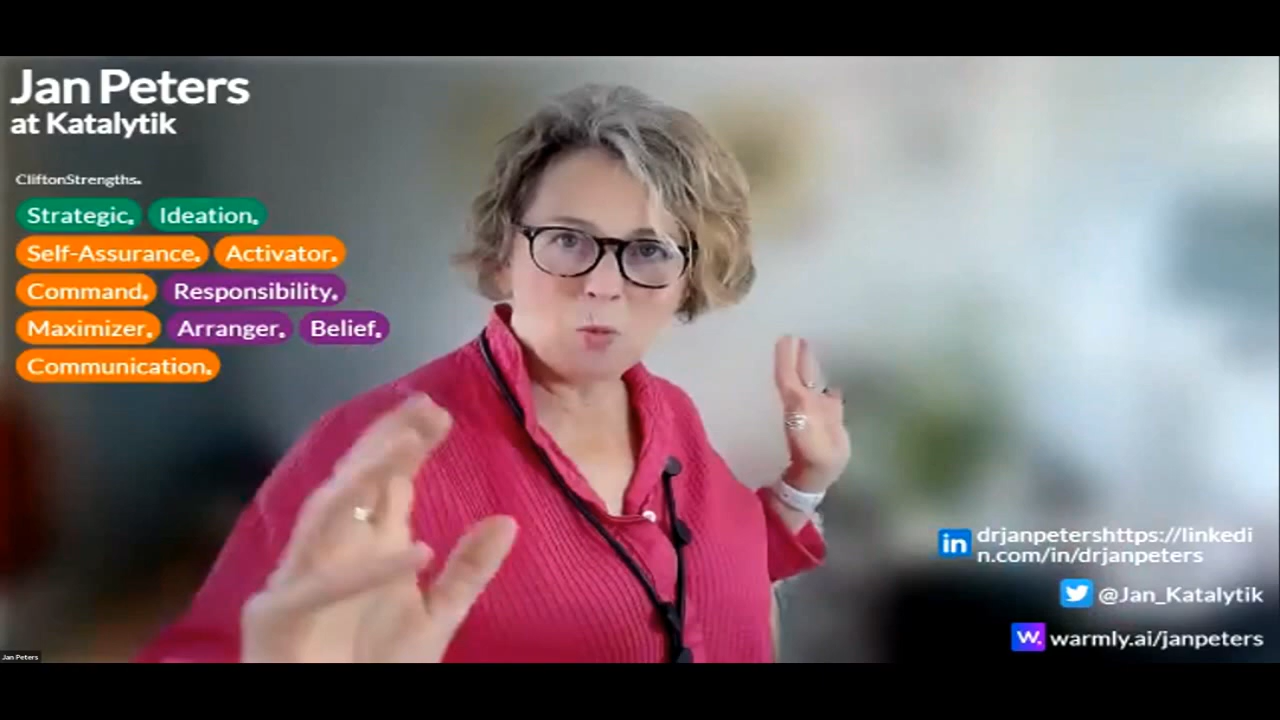 Jan Peters
at Katalytik
CliftonStrengths.
Strategic. Ideation.
Self-Assurance. Activator.
Command. Responsibility.
Maximizer. Arranger. Belief.
Communication.
in drjanpetershttps://linkedi
n.com/in/drjanpeters
@Jan_Katalytik
W. warmly.ai/janpeters
Jan Peters